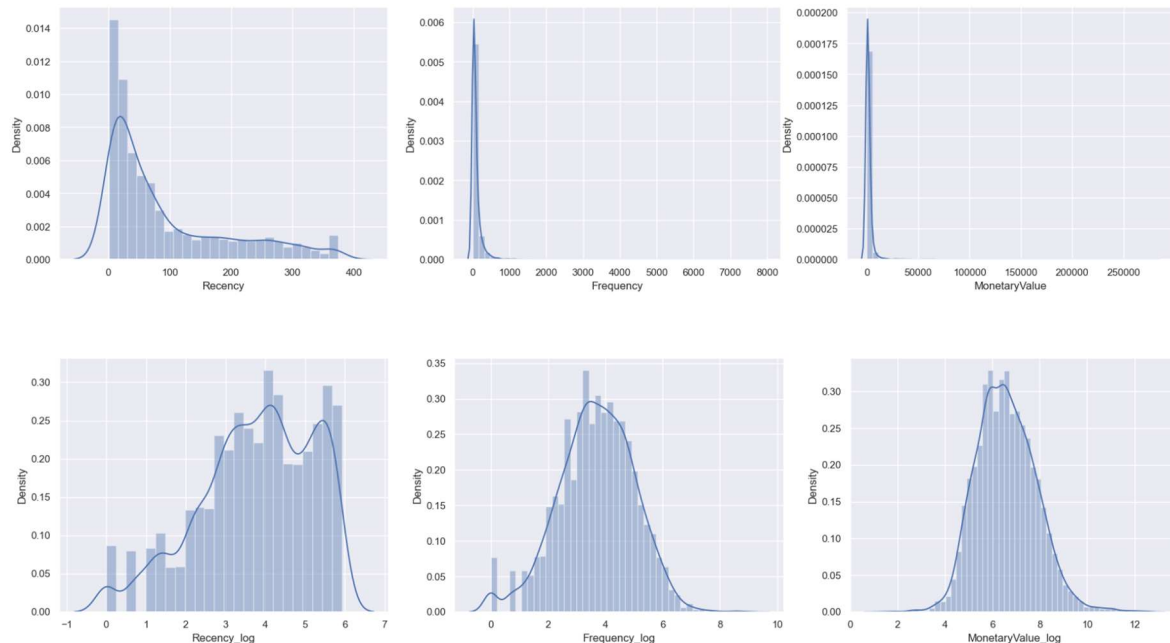 0.014
0.012
0.010
0.008
0.006
0.004
0.002
0.000
Density
0 100 200 300 400
Recency
0.006
0.005
0.004
0.003
0.002
0.001
0.000
Density
0 1000 2000 3000 4000 5000 6000 7000 8000
Frequency
0.000200
0.000175
0.000150
0.000125
0.000100
0.000075
0.000050
0.000025
0.000000
Density
0 50000 100000 150000 200000 250000
MonetaryValue
0.30
0.25
0.20
0.15
0.10
0.05
0.00
Density
−1 0 1 2 3 4 5 6 7
Recency_log
0.35
0.30
0.25
0.20
0.15
0.10
0.05
0.00
Density
0 2 4 6 8 10
Frequency_log
0.30
0.25
0.20
0.15
0.10
0.05
0.00
Density
0 2 4 6 8 10 12
MonetaryValue_log